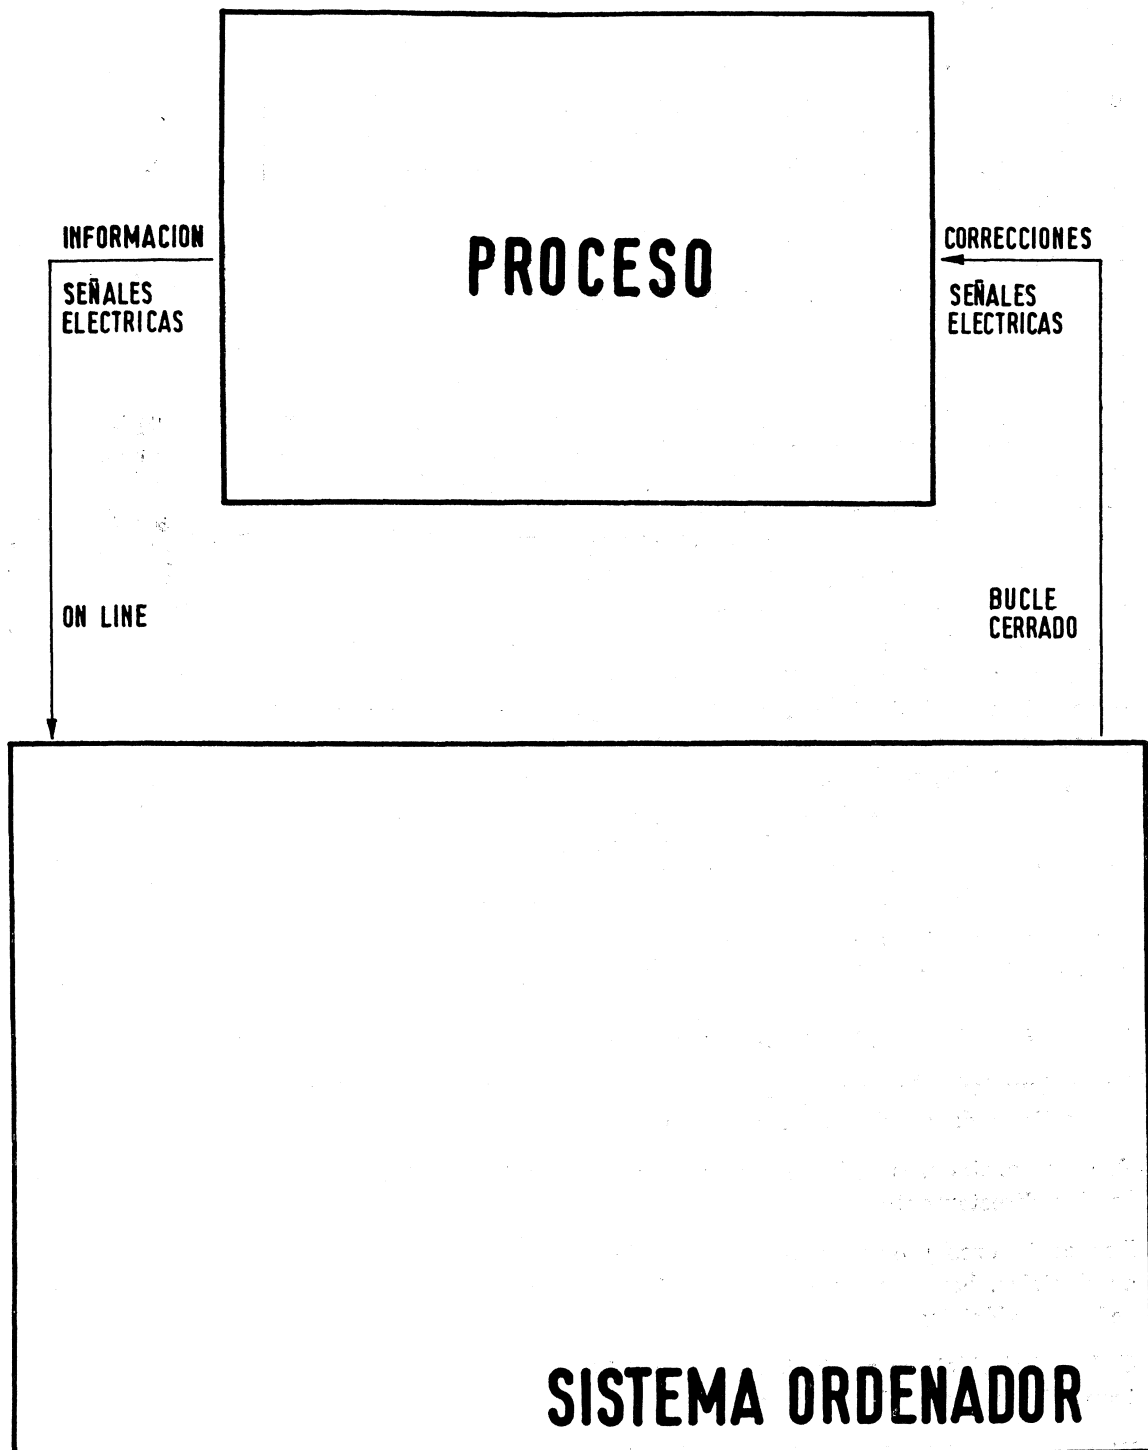 PROCESO
INFORMACION
SEÑALES
ELECTRICAS
CORRECCIONES
SEÑALES
ELECTRICAS
ON LINE
BUCLE
CERRADO
SISTEMA ORDENADOR